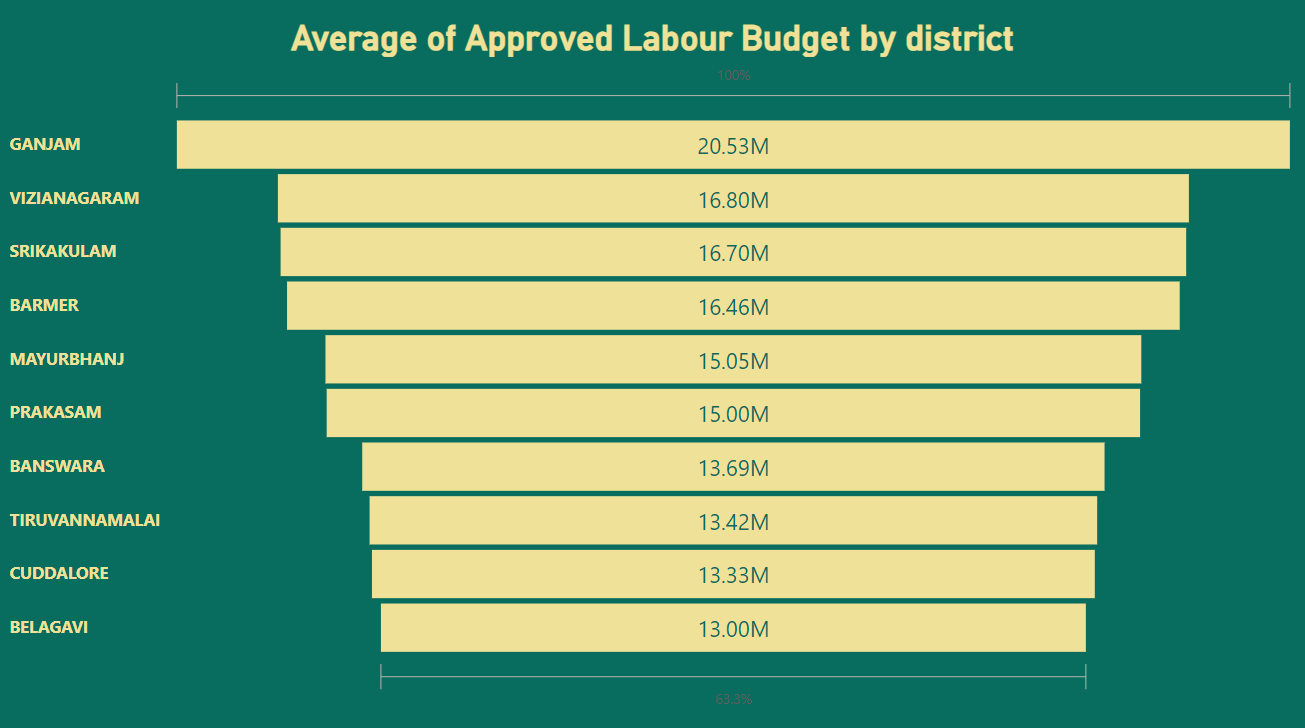 Average of Approved Labour Budget by district
100%
GANJAM 20.53M
VIZIANAGARAM 16.80M
SRIKAKULAM 16.70M
BARMER 16.46M
MAYURBHANJ 15.05M
PRAKASAM 15.00M
BANSWARA 13.69M
TIRUVANNAMALAI 13.42M
CUDDALORE 13.33M
BELAGAVI 13.00M
63.3%